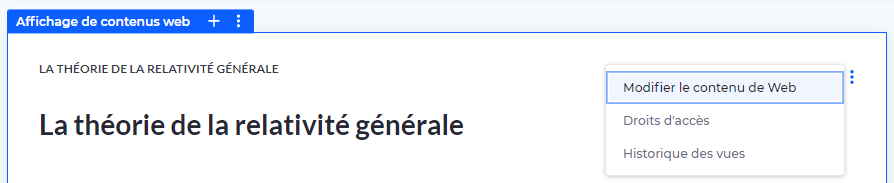 Affichage de contenus web
LA THÉORIE DE LA RELATIVITÉ GÉNÉRALE
La théorie de la relativité générale
Modifier le contenu de Web
Droits d'accès
Historique des vues